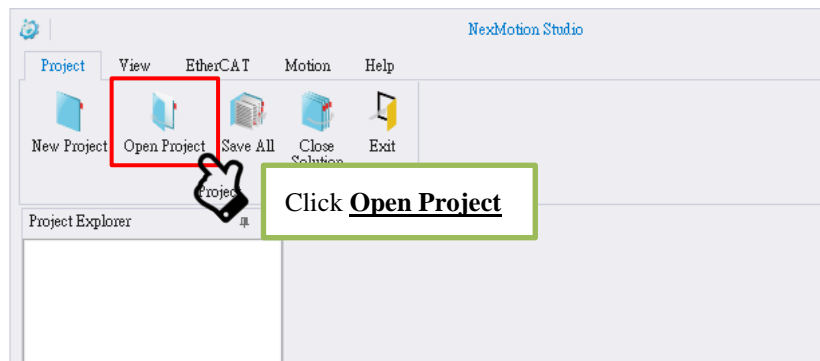 NexMotion Studio
Project View EtherCAT Motion Help
New Project Open Project Save All Close Solution Exit
Project
Click Open Project
Project Explorer